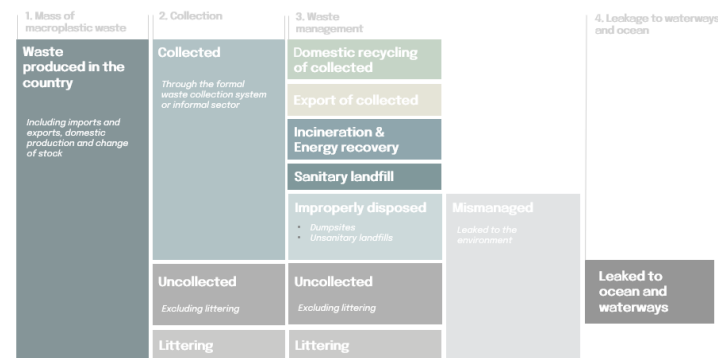 1. Mass of
macroplastic waste
2. Collection
3. Waste
management
4. Leakage to waterways
and ocean
Waste
produced in the
country
Including imports and
exports, domestic
production and change
of stock
Collected
Through the formal
waste collection system
or informal sector
Domestic recycling
of collected
Export of collected
Incineration &
Energy recovery
Sanitary landfill
Improperly disposed
• Dumpsites
• Unsanitary landfills
Mismanaged
Leaked to the
environment
Uncollected
Excluding littering
Uncollected
Excluding littering
Leaked to
ocean and
waterways
Littering
Littering